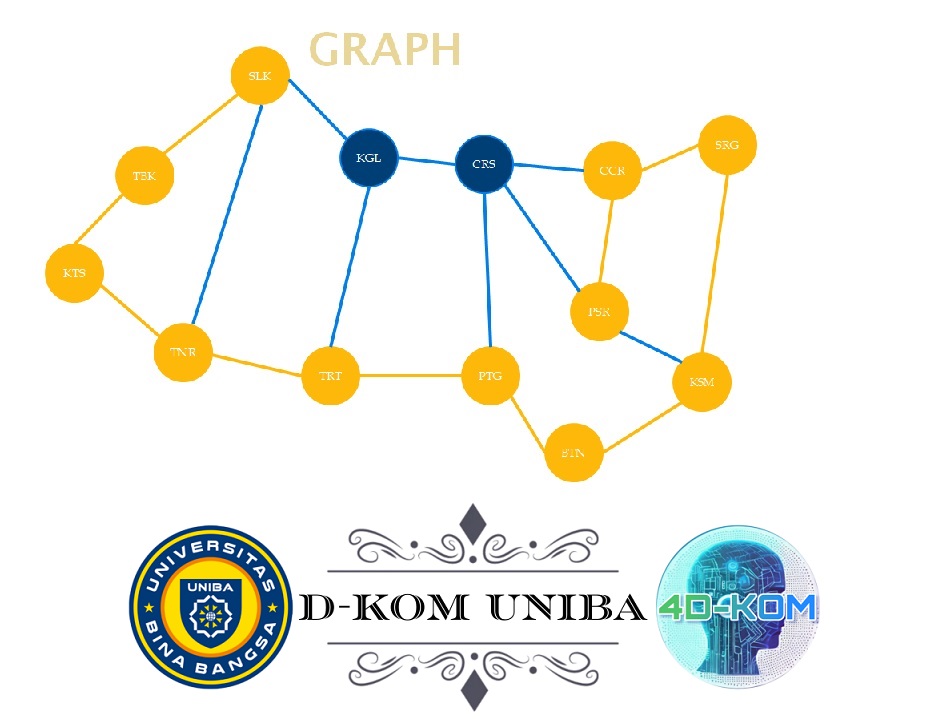 GRAPH
SLK
KGL
CRS
CCR
SRG
TBK
KTS
TNR
TRT
PTG
PSR
KSM
BTN
UNIVERSITAS
UNIBA
BINA BANGSA
D-KOM UNIBA
4D-KOM